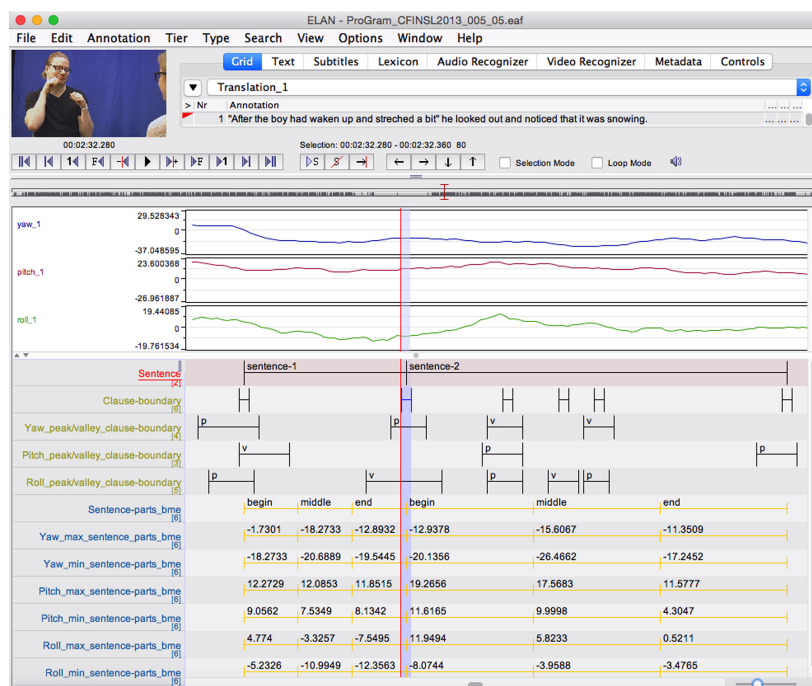 ELAN - ProGram_CFINSL2013_005_05.eaf
File Edit Annotation Tier Type Search View Options Window Help
Grid Text Subtitles Lexicon Audio Recognizer Video Recognizer Metadata Controls
▼ Translation_1
> Nr Annotation ... ... ...
1 "After the boy had waken up and streched a bit" he looked out and noticed that it was snowing. ... ... ...
00:02:32.280 Selection: 00:02:32.280 - 00:02:32.360 80
Selection Mode Loop Mode
yaw_1 29.528343
0
-37.048595
pitch_1 23.600368
0
-26.961887
roll_1 19.44085
0
-19.761534
Sentence [2] sentence-1 sentence-2
Clause-boundary [6]
Yaw_peak/valley_clause-boundary [4] p p v v
Pitch_peak/valley_clause-boundary [3] v p p
Roll_peak/valley_clause-boundary [5] p v p v p
Sentence-parts_bme [6] begin middle end begin middle end
Yaw_max_sentence_parts_bme [6] -1.7301 -18.2733 -12.8932 -12.9378 -15.6067 -11.3509
Yaw_min_sentence-parts_bme [6] -18.2733 -20.6889 -19.5445 -20.1356 -26.4662 -17.2452
Pitch_max_sentence-parts_bme [6] 12.2729 12.0853 11.8515 19.2656 17.5683 11.5777
Pitch_min_sentence-parts_bme [6] 9.0562 7.5349 8.1342 11.6165 9.9998 4.3047
Roll_max_sentence-parts_bme [6] 4.774 -3.3257 -7.5495 11.9494 5.8233 0.5211
Roll_min_sentence-parts_bme [6] -5.2326 -10.9949 -12.3563 -8.0744 -3.9588 -3.4765